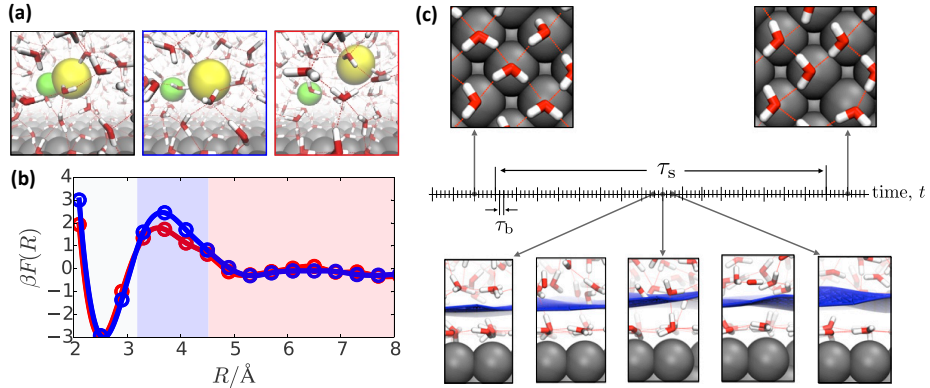 (a)
(b)
4
3
2
1
0
−1
−2
−3
βF(R)
2 3 4 5 6 7 8
R/Å
(c)
τs
time, t
τb